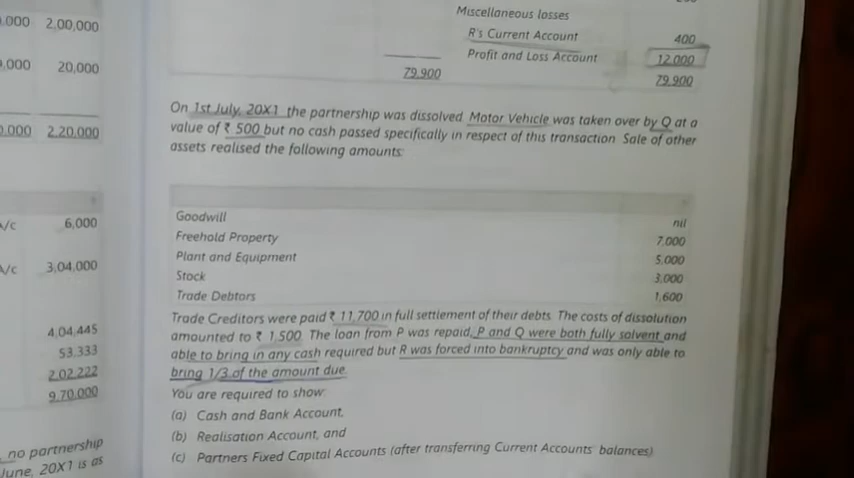 ,000 2,00,000
,000 20,000
,000 2,20,000
A/c 6,000
A/c 3,04,000
4,04,445
53,333
2,02,222
9,70,000
no partnership
June, 20X1 is as
Miscellaneous losses
R's Current Account 400
Profit and Loss Account 12,000
79,900 79,900
On 1st July, 20X1 the partnership was dissolved Motor Vehicle was taken over by Q at a
value of ₹ 500 but no cash passed specifically in respect of this transaction Sale of other
assets realised the following amounts:
Goodwill nil
Freehold Property 7,000
Plant and Equipment 5,000
Stock 3,000
Trade Debtors 1,600
Trade Creditors were paid ₹ 11,700 in full settlement of their debts. The costs of dissolution
amounted to ₹ 1,500. The loan from P was repaid, P and Q were both fully solvent and
able to bring in any cash required but R was forced into bankruptcy and was only able to
bring 1/3 of the amount due.
You are required to show:
(a) Cash and Bank Account,
(b) Realisation Account, and
(c) Partners Fixed Capital Accounts (after transferring Current Accounts' balances)